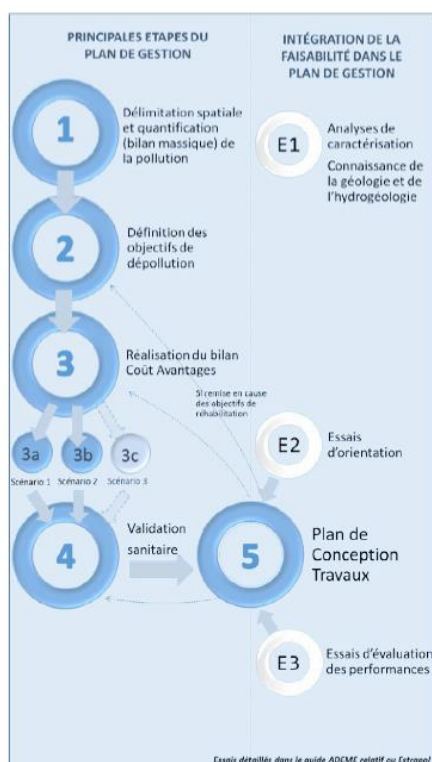 PRINCIPALES ETAPES DU
PLAN DE GESTION
INTÉGRATION DE LA
FAISABILITÉ DANS LE
PLAN DE GESTION
1
Délimitation spatiale
et quantification
(bilan massique) de
la pollution
E1
Analyses de
caractérisation
Connaissance de
la géologie et de
l'hydrogéologie
2
Définition des
objectifs de
dépollution
3
Réalisation du bilan
Coût Avantages
Si remise en cause
des objectifs de
réhabilitation
3a
3b
3c
Scénario 1
Scénario 2
Scénario 3
E2
Essais
d'orientation
4
Validation
sanitaire
5
Plan de
Conception
Travaux
E3
Essais d'évaluation
des performances
Essais détaillés dans le guide ADEME relatif ou Estrapol